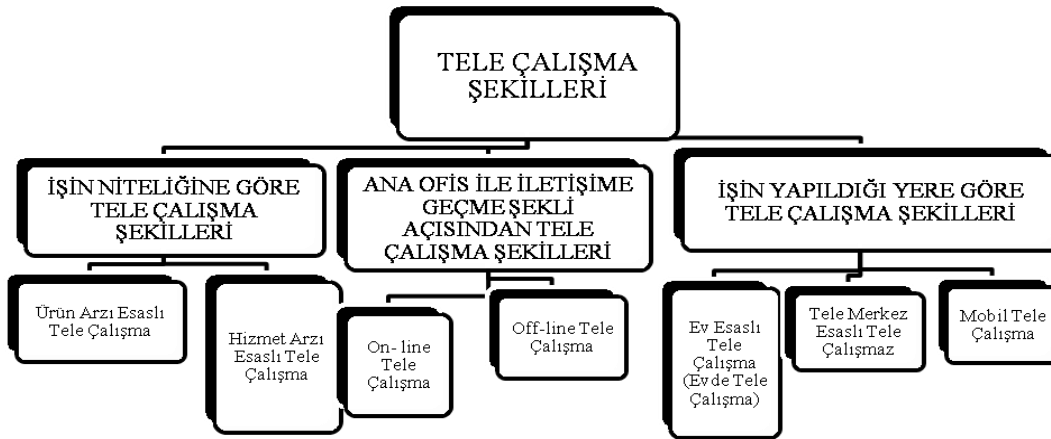 TELE ÇALIŞMA
ŞEKİLLERİ
İŞİN NİTELİĞİNE GÖRE
TELE ÇALIŞMA
ŞEKİLLERİ
ANA OFİS İLE İLETİŞİME
GEÇME ŞEKLİ
AÇISINDAN TELE
ÇALIŞMA ŞEKİLLERİ
İŞİN YAPILDIĞI YERE GÖRE
TELE ÇALIŞMA ŞEKİLLERİ
Ürün Arzı Esaslı
Tele Çalışma
Hizmet Arzı
Esaslı Tele
Çalışma
On- line
Tele
Çalışma
Off-line Tele
Çalışma
Ev Esaslı
Tele
Çalışma
(Evde Tele
Çalışma)
Tele Merkez
Esaslı Tele
Çalışmaz
Mobil Tele
Çalışma